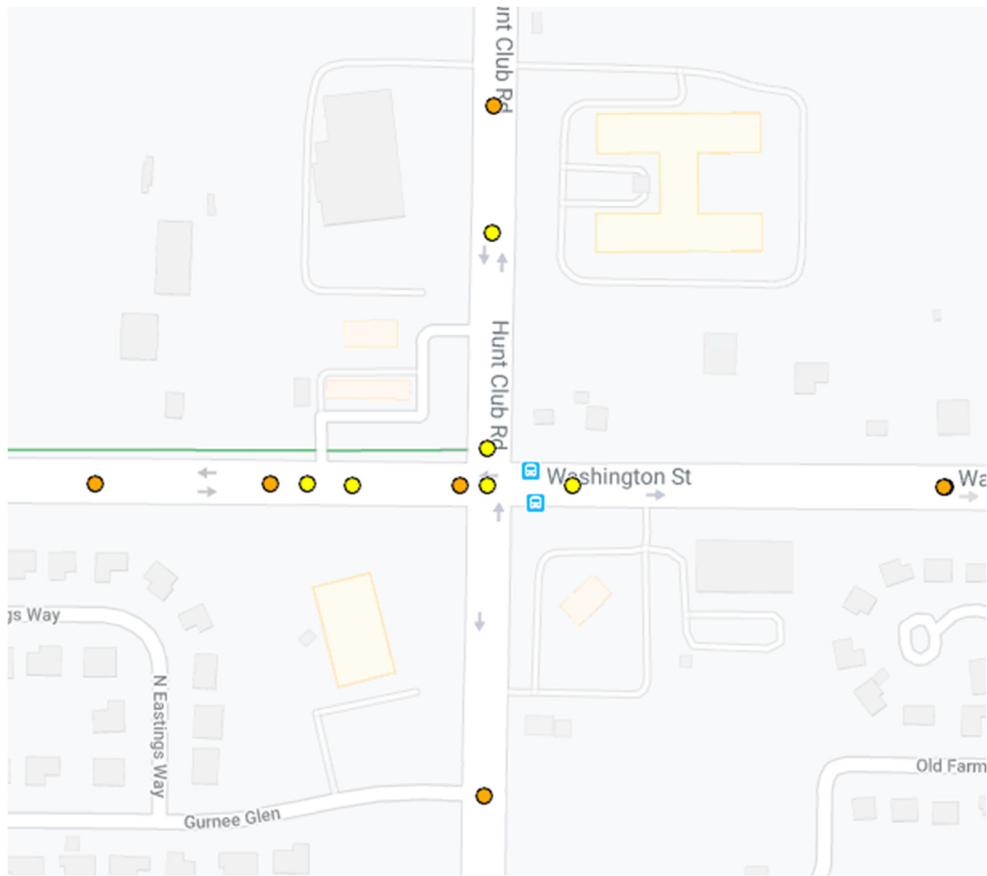 unt Club Rd
Hunt Club Rd
Washington St
Wa
gs Way
N Eastings Way
Gurnee Glen
Old Farm